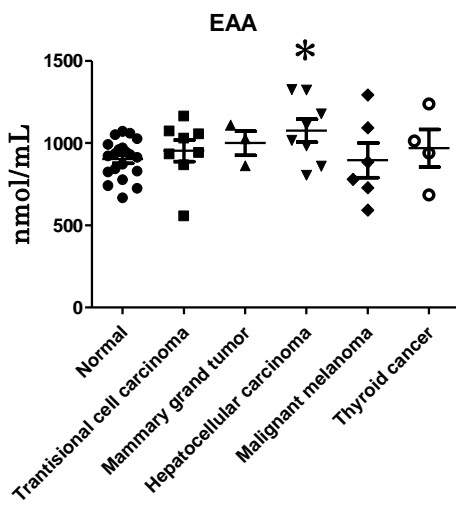 EAA
*
nmol/mL
1500
1000
500
0
Normal
Trantisional cell carcinoma
Mammary grand tumor
Hepatocellular carcinoma
Malignant melanoma
Thyroid cancer